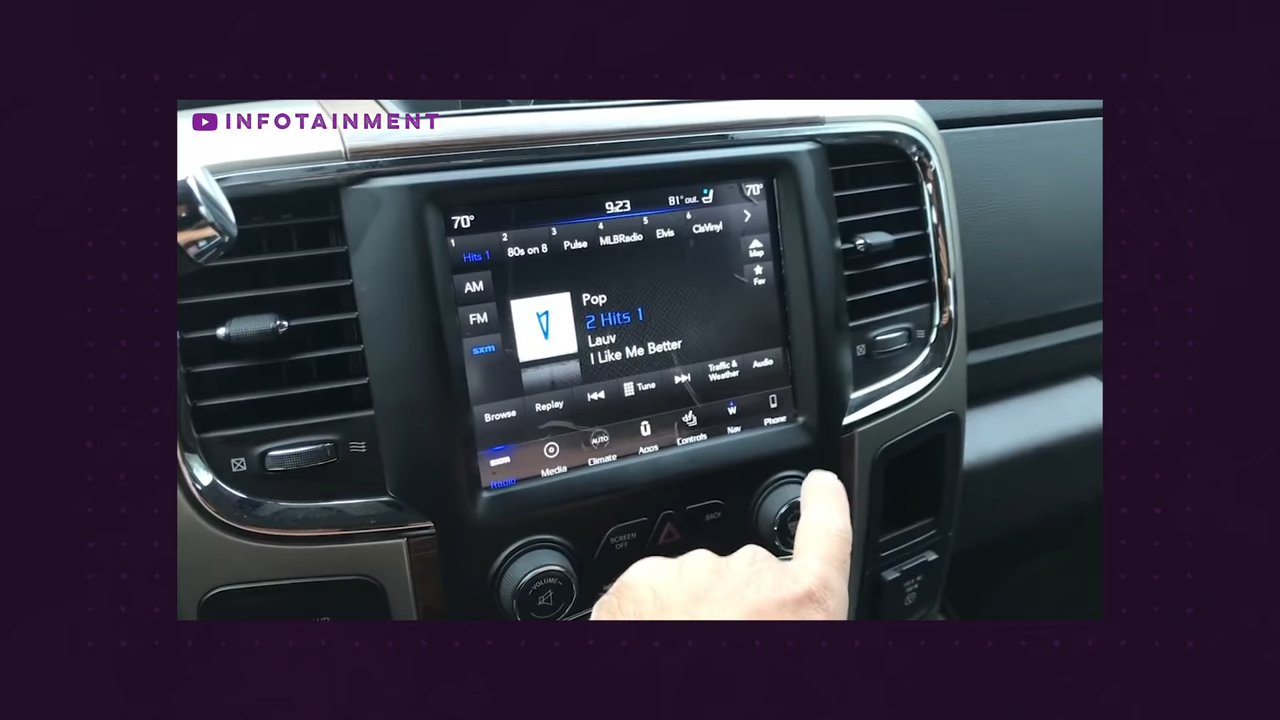 INFOTAINMENT
70°
9:23
81° out.
70°
1 Hits 1
2 80s on 8
3 Pulse
4 MLBRadio
5 Elvis
6 ClsVinyl
Map
Fav
AM
FM
sxm
Pop
2 Hits 1
Lauv
I Like Me Better
Browse
Replay
Tune
Traffic &
Weather
Audio
sxm
Radio
Media
AUTO
Climate
Apps
Controls
W
Nav
Phone
SCREEN
OFF
BACK
VOLUME